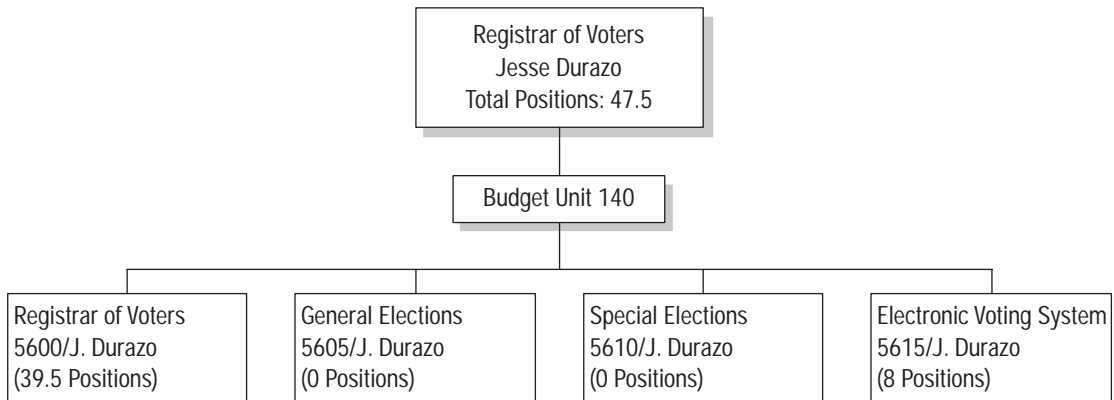 Registrar of Voters
Jesse Durazo
Total Positions: 47.5
Budget Unit 140
Registrar of Voters
5600/J. Durazo
(39.5 Positions)
General Elections
5605/J. Durazo
(0 Positions)
Special Elections
5610/J. Durazo
(0 Positions)
Electronic Voting System
5615/J. Durazo
(8 Positions)